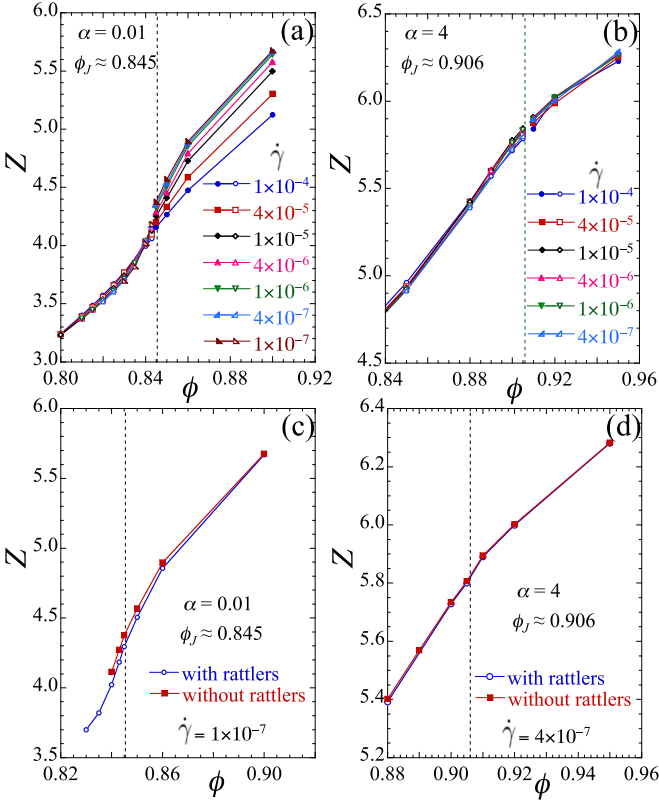 (a)
α = 0.01
ϕJ ≈ 0.845
Z
6.0
5.5
5.0
4.5
4.0
3.5
3.0
γ̇
1×10⁻⁴
4×10⁻⁵
1×10⁻⁵
4×10⁻⁶
1×10⁻⁶
4×10⁻⁷
1×10⁻⁷
0.80 0.84 0.88 0.92
ϕ
(b)
α = 4
ϕJ ≈ 0.906
Z
6.5
6.0
5.5
5.0
4.5
γ̇
1×10⁻⁴
4×10⁻⁵
1×10⁻⁵
4×10⁻⁶
1×10⁻⁶
4×10⁻⁷
0.84 0.88 0.92 0.96
ϕ
(c)
Z
6.0
5.5
5.0
4.5
4.0
3.5
α = 0.01
ϕJ ≈ 0.845
with rattlers
without rattlers
γ̇ = 1×10⁻⁷
0.82 0.86 0.90
ϕ
(d)
Z
6.4
6.2
6.0
5.8
5.6
5.4
5.2
α = 4
ϕJ ≈ 0.906
with rattlers
without rattlers
γ̇ = 4×10⁻⁷
0.88 0.90 0.92 0.94 0.96
ϕ